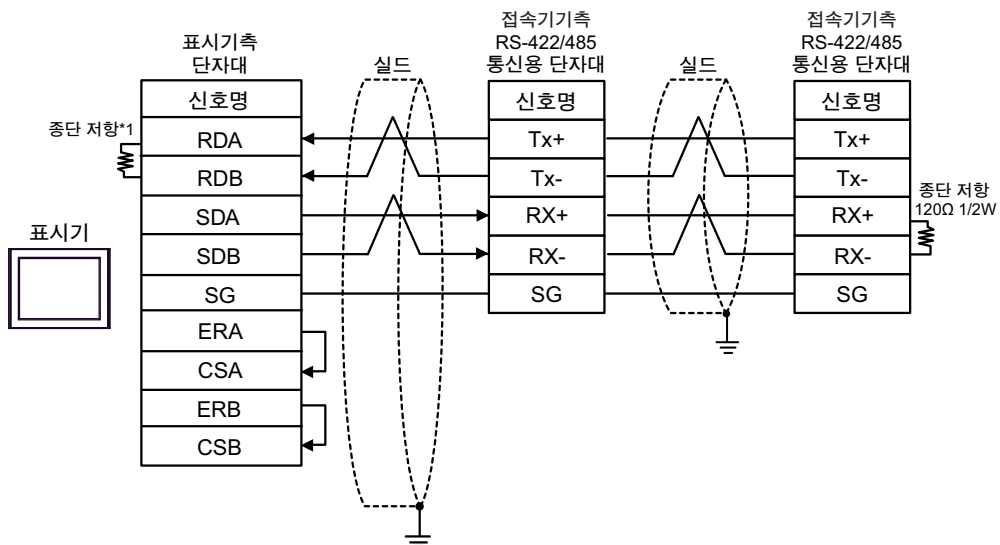 표시기측
단자대
신호명
RDA
RDB
SDA
SDB
SG
ERA
CSA
ERB
CSB
종단 저항*1
표시기
실드
접속기기측
RS-422/485
통신용 단자대
신호명
Tx+
Tx-
RX+
RX-
SG
실드
접속기기측
RS-422/485
통신용 단자대
신호명
Tx+
Tx-
RX+
RX-
SG
종단 저항
120Ω 1/2W